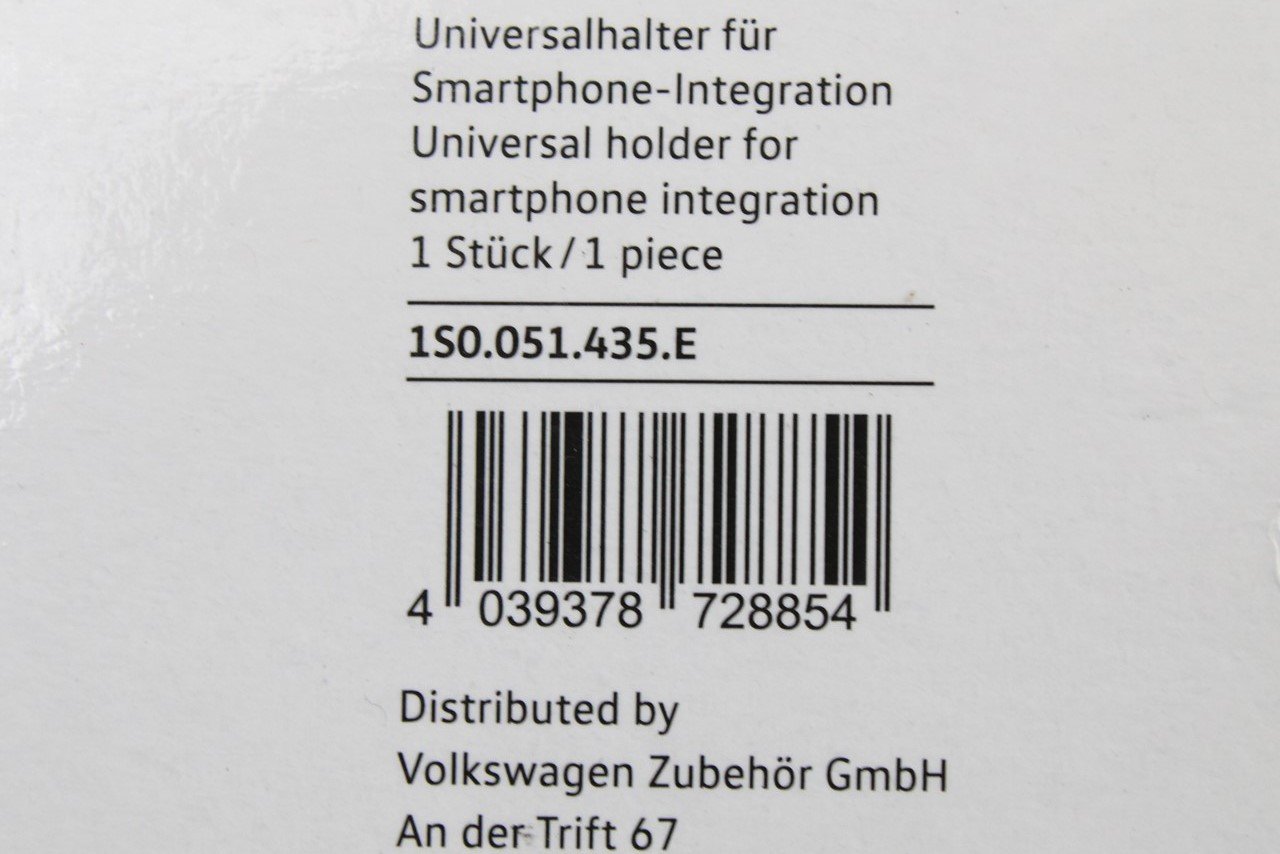 Universalhalter für
Smartphone-Integration
Universal holder for
smartphone integration
1 Stück / 1 piece
1S0.051.435.E
4 039378 728854
Distributed by
Volkswagen Zubehör GmbH
An der Trift 67